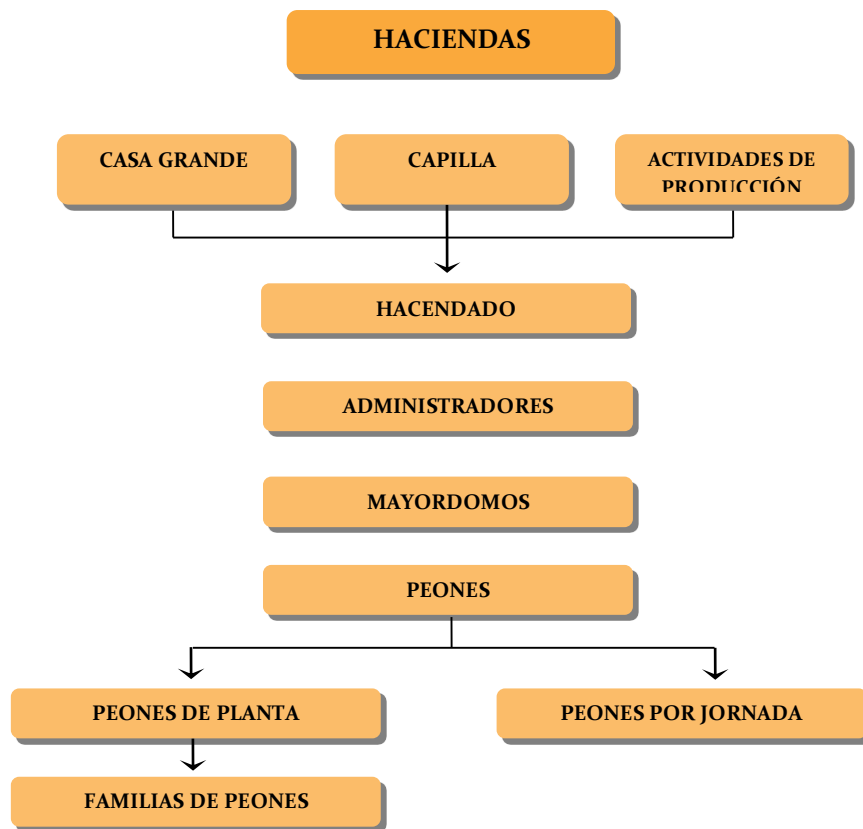 HACIENDAS
CASA GRANDE
CAPILLA
ACTIVIDADES DE
PRODUCCIÓN
HACENDADO
ADMINISTRADORES
MAYORDOMOS
PEONES
PEONES DE PLANTA
PEONES POR JORNADA
FAMILIAS DE PEONES